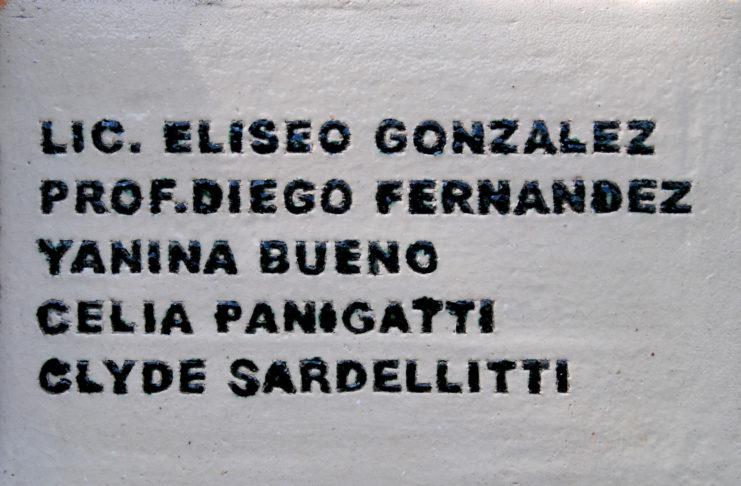 LIC. ELISEO GONZALEZ
PROF.DIEGO FERNANDEZ
YANINA BUENO
CELIA PANIGATTI
CLYDE SARDELLITTI